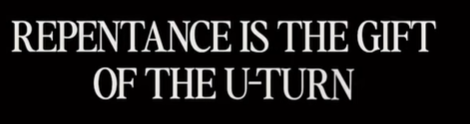 REPENTANCE IS THE GIFT
OF THE U-TURN